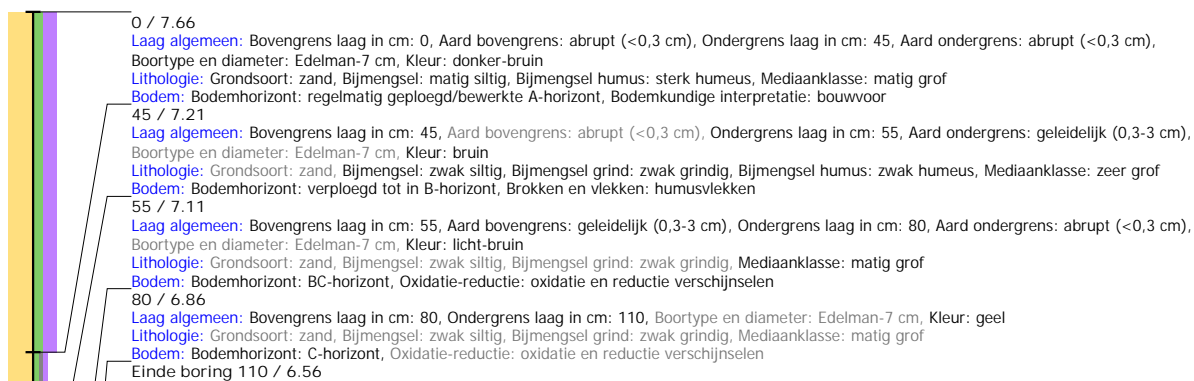 0 / 7.66
Laag algemeen: Bovengrens laag in cm: 0, Aard bovengrens: abrupt (<0,3 cm), Ondergrens laag in cm: 45, Aard ondergrens: abrupt (<0,3 cm),
Boortype en diameter: Edelman-7 cm, Kleur: donker-bruin
Lithologie: Grondsoort: zand, Bijmengsel: matig siltig, Bijmengsel humus: sterk humeus, Mediaanklasse: matig grof
Bodem: Bodemhorizont: regelmatig geploegd/bewerkte A-horizont, Bodemkundige interpretatie: bouwvoor
45 / 7.21
Laag algemeen: Bovengrens laag in cm: 45, Aard bovengrens: abrupt (<0,3 cm), Ondergrens laag in cm: 55, Aard ondergrens: geleidelijk (0,3-3 cm),
Boortype en diameter: Edelman-7 cm, Kleur: bruin
Lithologie: Grondsoort: zand, Bijmengsel: zwak siltig, Bijmengsel grind: zwak grindig, Bijmengsel humus: zwak humeus, Mediaanklasse: zeer grof
Bodem: Bodemhorizont: verploegd tot in B-horizont, Brokken en vlekken: humusvlekken
55 / 7.11
Laag algemeen: Bovengrens laag in cm: 55, Aard bovengrens: geleidelijk (0,3-3 cm), Ondergrens laag in cm: 80, Aard ondergrens: abrupt (<0,3 cm),
Boortype en diameter: Edelman-7 cm, Kleur: licht-bruin
Lithologie: Grondsoort: zand, Bijmengsel: zwak siltig, Bijmengsel grind: zwak grindig, Mediaanklasse: matig grof
Bodem: Bodemhorizont: BC-horizont, Oxidatie-reductie: oxidatie en reductie verschijnselen
80 / 6.86
Laag algemeen: Bovengrens laag in cm: 80, Ondergrens laag in cm: 110, Boortype en diameter: Edelman-7 cm, Kleur: geel
Lithologie: Grondsoort: zand, Bijmengsel: zwak siltig, Bijmengsel grind: zwak grindig, Mediaanklasse: matig grof
Bodem: Bodemhorizont: C-horizont, Oxidatie-reductie: oxidatie en reductie verschijnselen
Einde boring 110 / 6.56